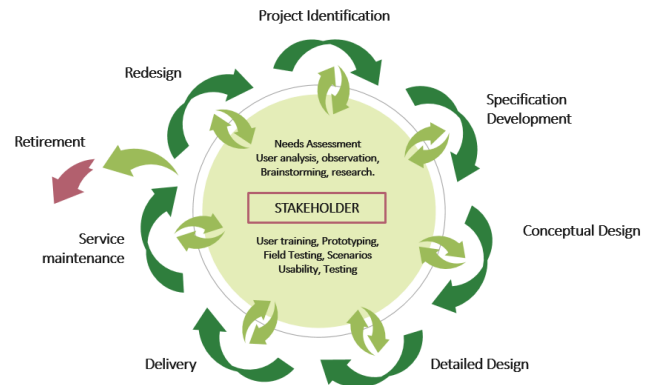 Project Identification
Redesign
Specification
Development
Retirement
Needs Assessment
User analysis, observation,
Brainstorming, research.
STAKEHOLDER
Service
maintenance
User training, Prototyping,
Field Testing, Scenarios
Usability, Testing
Conceptual Design
Delivery
Detailed Design